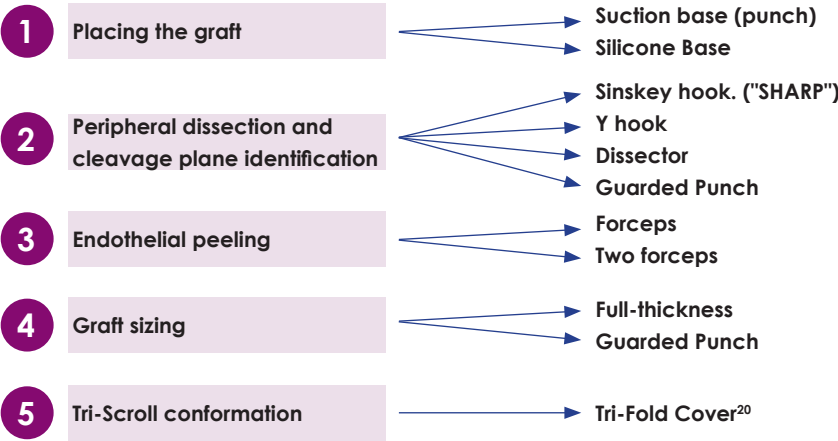 1
Placing the graft
Suction base (punch)
Silicone Base
2
Peripheral dissection and
cleavage plane identification
Sinskey hook. ("SHARP")
Y hook
Dissector
Guarded Punch
3
Endothelial peeling
Forceps
Two forceps
4
Graft sizing
Full-thickness
Guarded Punch
5
Tri-Scroll conformation
Tri-Fold Cover²⁰